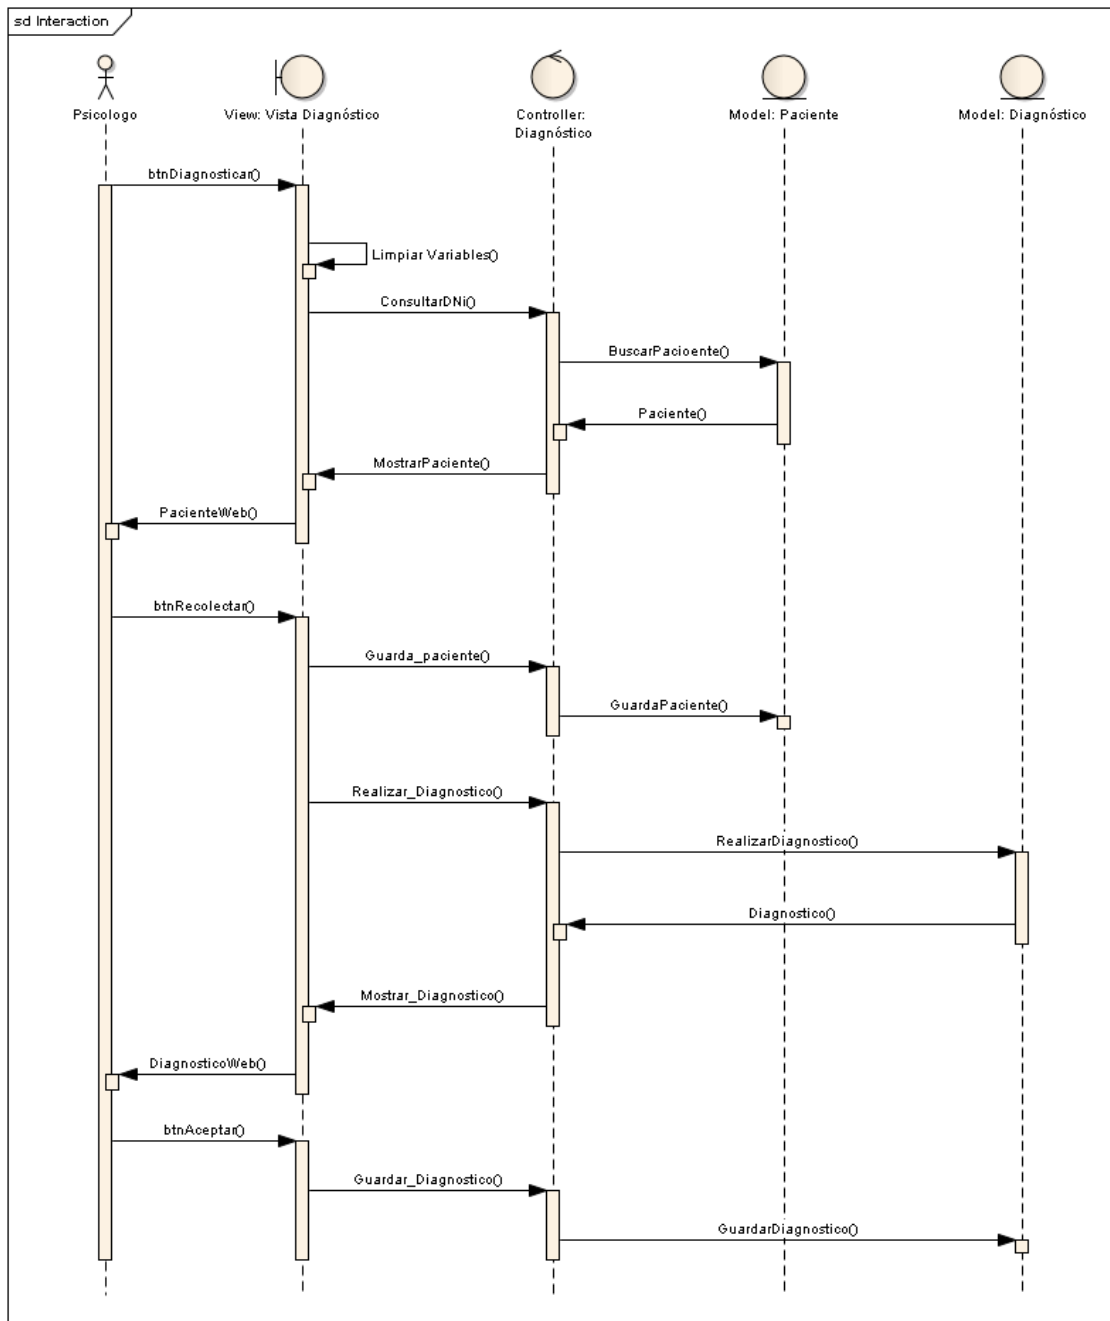 sd Interaction
Psicologo
View: Vista Diagnóstico
Controller:
Diagnóstico
Model: Paciente
Model: Diagnóstico
btnDiagnosticar()
Limpiar Variables()
ConsultarDNi()
BuscarPacioente()
Paciente()
MostrarPaciente()
PacienteWeb()
btnRecolectar()
Guarda_paciente()
GuardaPaciente()
Realizar_Diagnostico()
RealizarDiagnostico()
Diagnostico()
Mostrar_Diagnostico()
DiagnosticoWeb()
btnAceptar()
Guardar_Diagnostico()
GuardarDiagnostico()